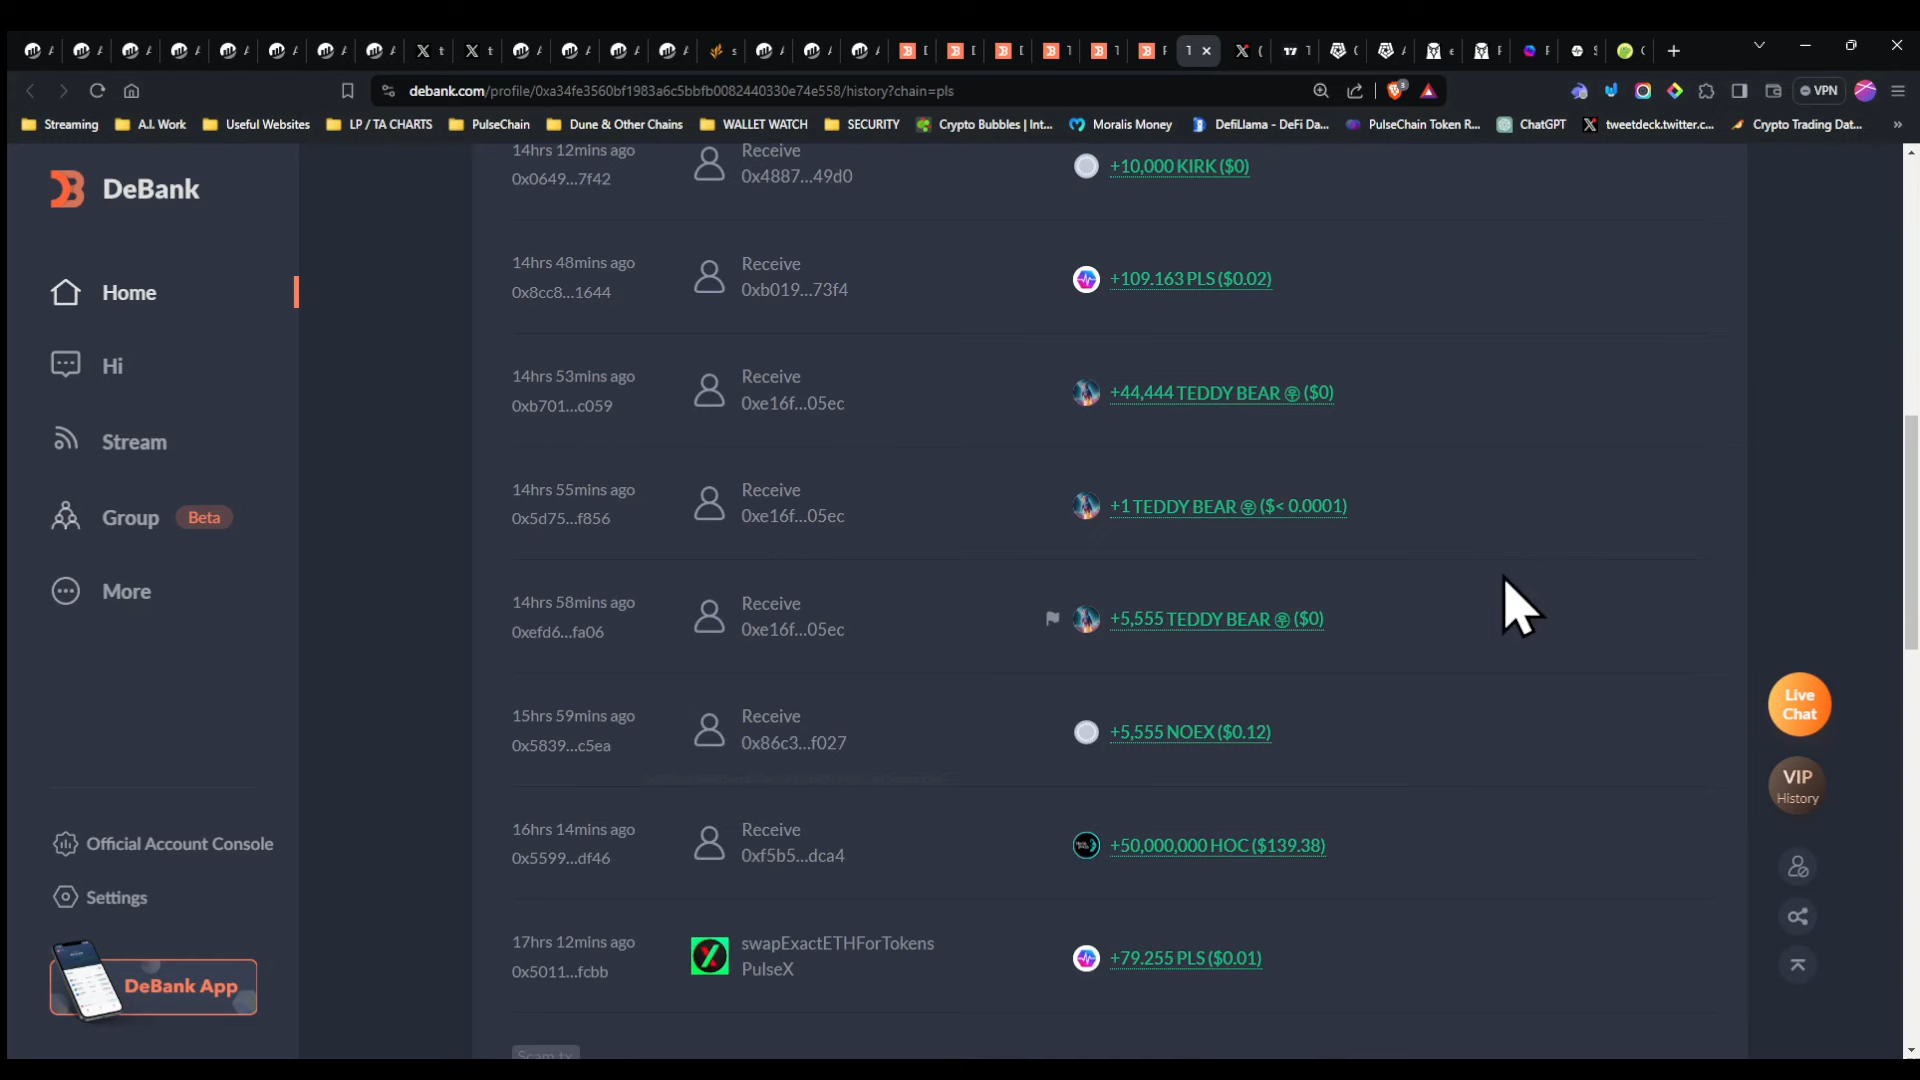 debank.com/profile/0xa34fe3560bf1983a6c5bbfb0082440330e74e558/history?chain=pls
VPN
Streaming
A.I. Work
Useful Websites
LP / TA CHARTS
PulseChain
Dune & Other Chains
WALLET WATCH
SECURITY
Crypto Bubbles | Int...
Moralis Money
DefiLlama - DeFi Da...
PulseChain Token R...
ChatGPT
tweetdeck.twitter.c...
Crypto Trading Dat...
DeBank
Home
Hi
Stream
Group Beta
More
Official Account Console
Settings
DeBank App
14hrs 12mins ago
0x0649...7f42
Receive
0x4887...49d0
+10,000 KIRK ($0)
14hrs 48mins ago
0x8cc8...1644
Receive
0xb019...73f4
+109.163 PLS ($0.02)
14hrs 53mins ago
0xb701...c059
Receive
0xe16f...05ec
+44,444 TEDDY BEAR ㉾ ($0)
14hrs 55mins ago
0x5d75...f856
Receive
0xe16f...05ec
+1 TEDDY BEAR ㉾ ($< 0.0001)
14hrs 58mins ago
0xefd6...fa06
Receive
0xe16f...05ec
+5,555 TEDDY BEAR ㉾ ($0)
15hrs 59mins ago
0x5839...c5ea
Receive
0x86c3...f027
+5,555 NOEX ($0.12)
16hrs 14mins ago
0x5599...df46
Receive
0xf5b5...dca4
+50,000,000 HOC ($139.38)
17hrs 12mins ago
0x5011...fcbb
swapExactETHForTokens
PulseX
+79.255 PLS ($0.01)
Scam tx
Live
Chat
VIP
History